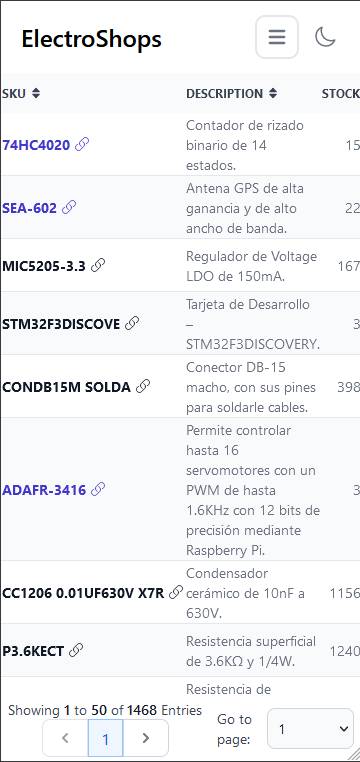 ElectroShops
SKU DESCRIPTION STOCK
74HC4020 Contador de rizado 15
binario de 14
estados.
SEA-602 Antena GPS de alta 22
ganancia y de alto
ancho de banda.
MIC5205-3.3 Regulador de Voltage 167
LDO de 150mA.
STM32F3DISCOVE Tarjeta de Desarrollo 3
–
STM32F3DISCOVERY.
CONDB15M SOLDA Conector DB-15 398
macho, con sus pines
para soldarle cables.
ADAFR-3416 Permite controlar 3
hasta 16
servomotores con un
PWM de hasta
1.6KHz con 12 bits de
precisión mediante
Raspberry Pi.
CC1206 0.01UF630V X7R Condensador 1156
cerámico de 10nF a
630V.
P3.6KECT Resistencia superficial 1240
de 3.6KΩ y 1/4W.
Resistencia de
Showing 1 to 50 of 1468 Entries
1
Go to
page:
1